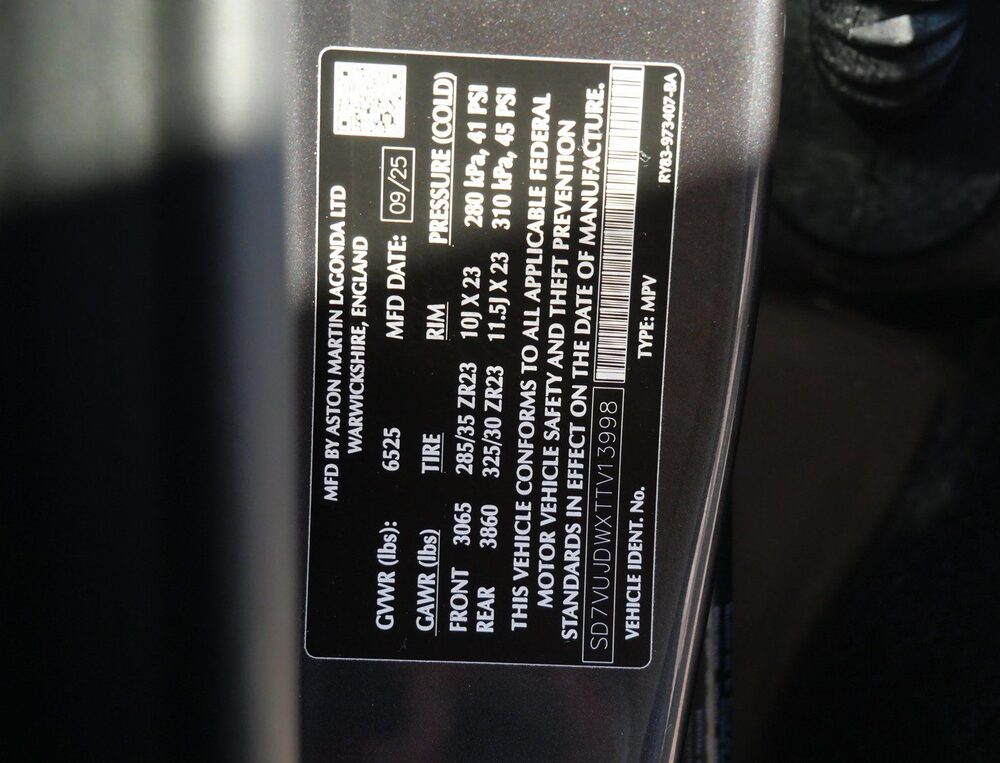 MFD BY ASTON MARTIN LAGONDA LTD
WARWICKSHIRE, ENGLAND
GVWR (lbs): 6525 MFD DATE: 09/25
GAWR (lbs) TIRE RIM PRESSURE (COLD)
FRONT 3065 285/35 ZR23 10J X 23 280 kPa, 41 PSI
REAR 3860 325/30 ZR23 11.5J X 23 310 kPa, 45 PSI
THIS VEHICLE CONFORMS TO ALL APPLICABLE FEDERAL
MOTOR VEHICLE SAFETY AND THEFT PREVENTION
STANDARDS IN EFFECT ON THE DATE OF MANUFACTURE.
SD7VUJDWXTTV13998
VEHICLE IDENT. No. TYPE: MPV
RY83-973407-BA